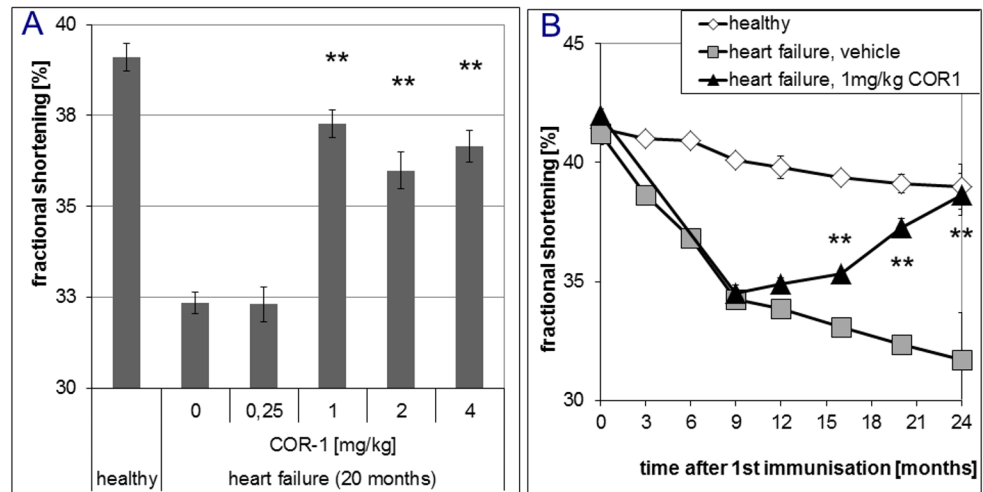 A
fractional shortening [%]
40
38
35
33
30
** ** **
0 0,25 1 2 4
COR-1 [mg/kg]
healthy heart failure (20 months)
B
healthy
heart failure, vehicle
heart failure, 1mg/kg COR1
fractional shortening [%]
45
40
35
30
**
**
**
0 3 6 9 12 15 18 21 24
time after 1st immunisation [months]